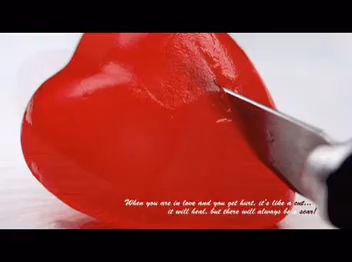 When you are in love and you get hurt, it's like a cut...
it will heal, but there will always be a scar!